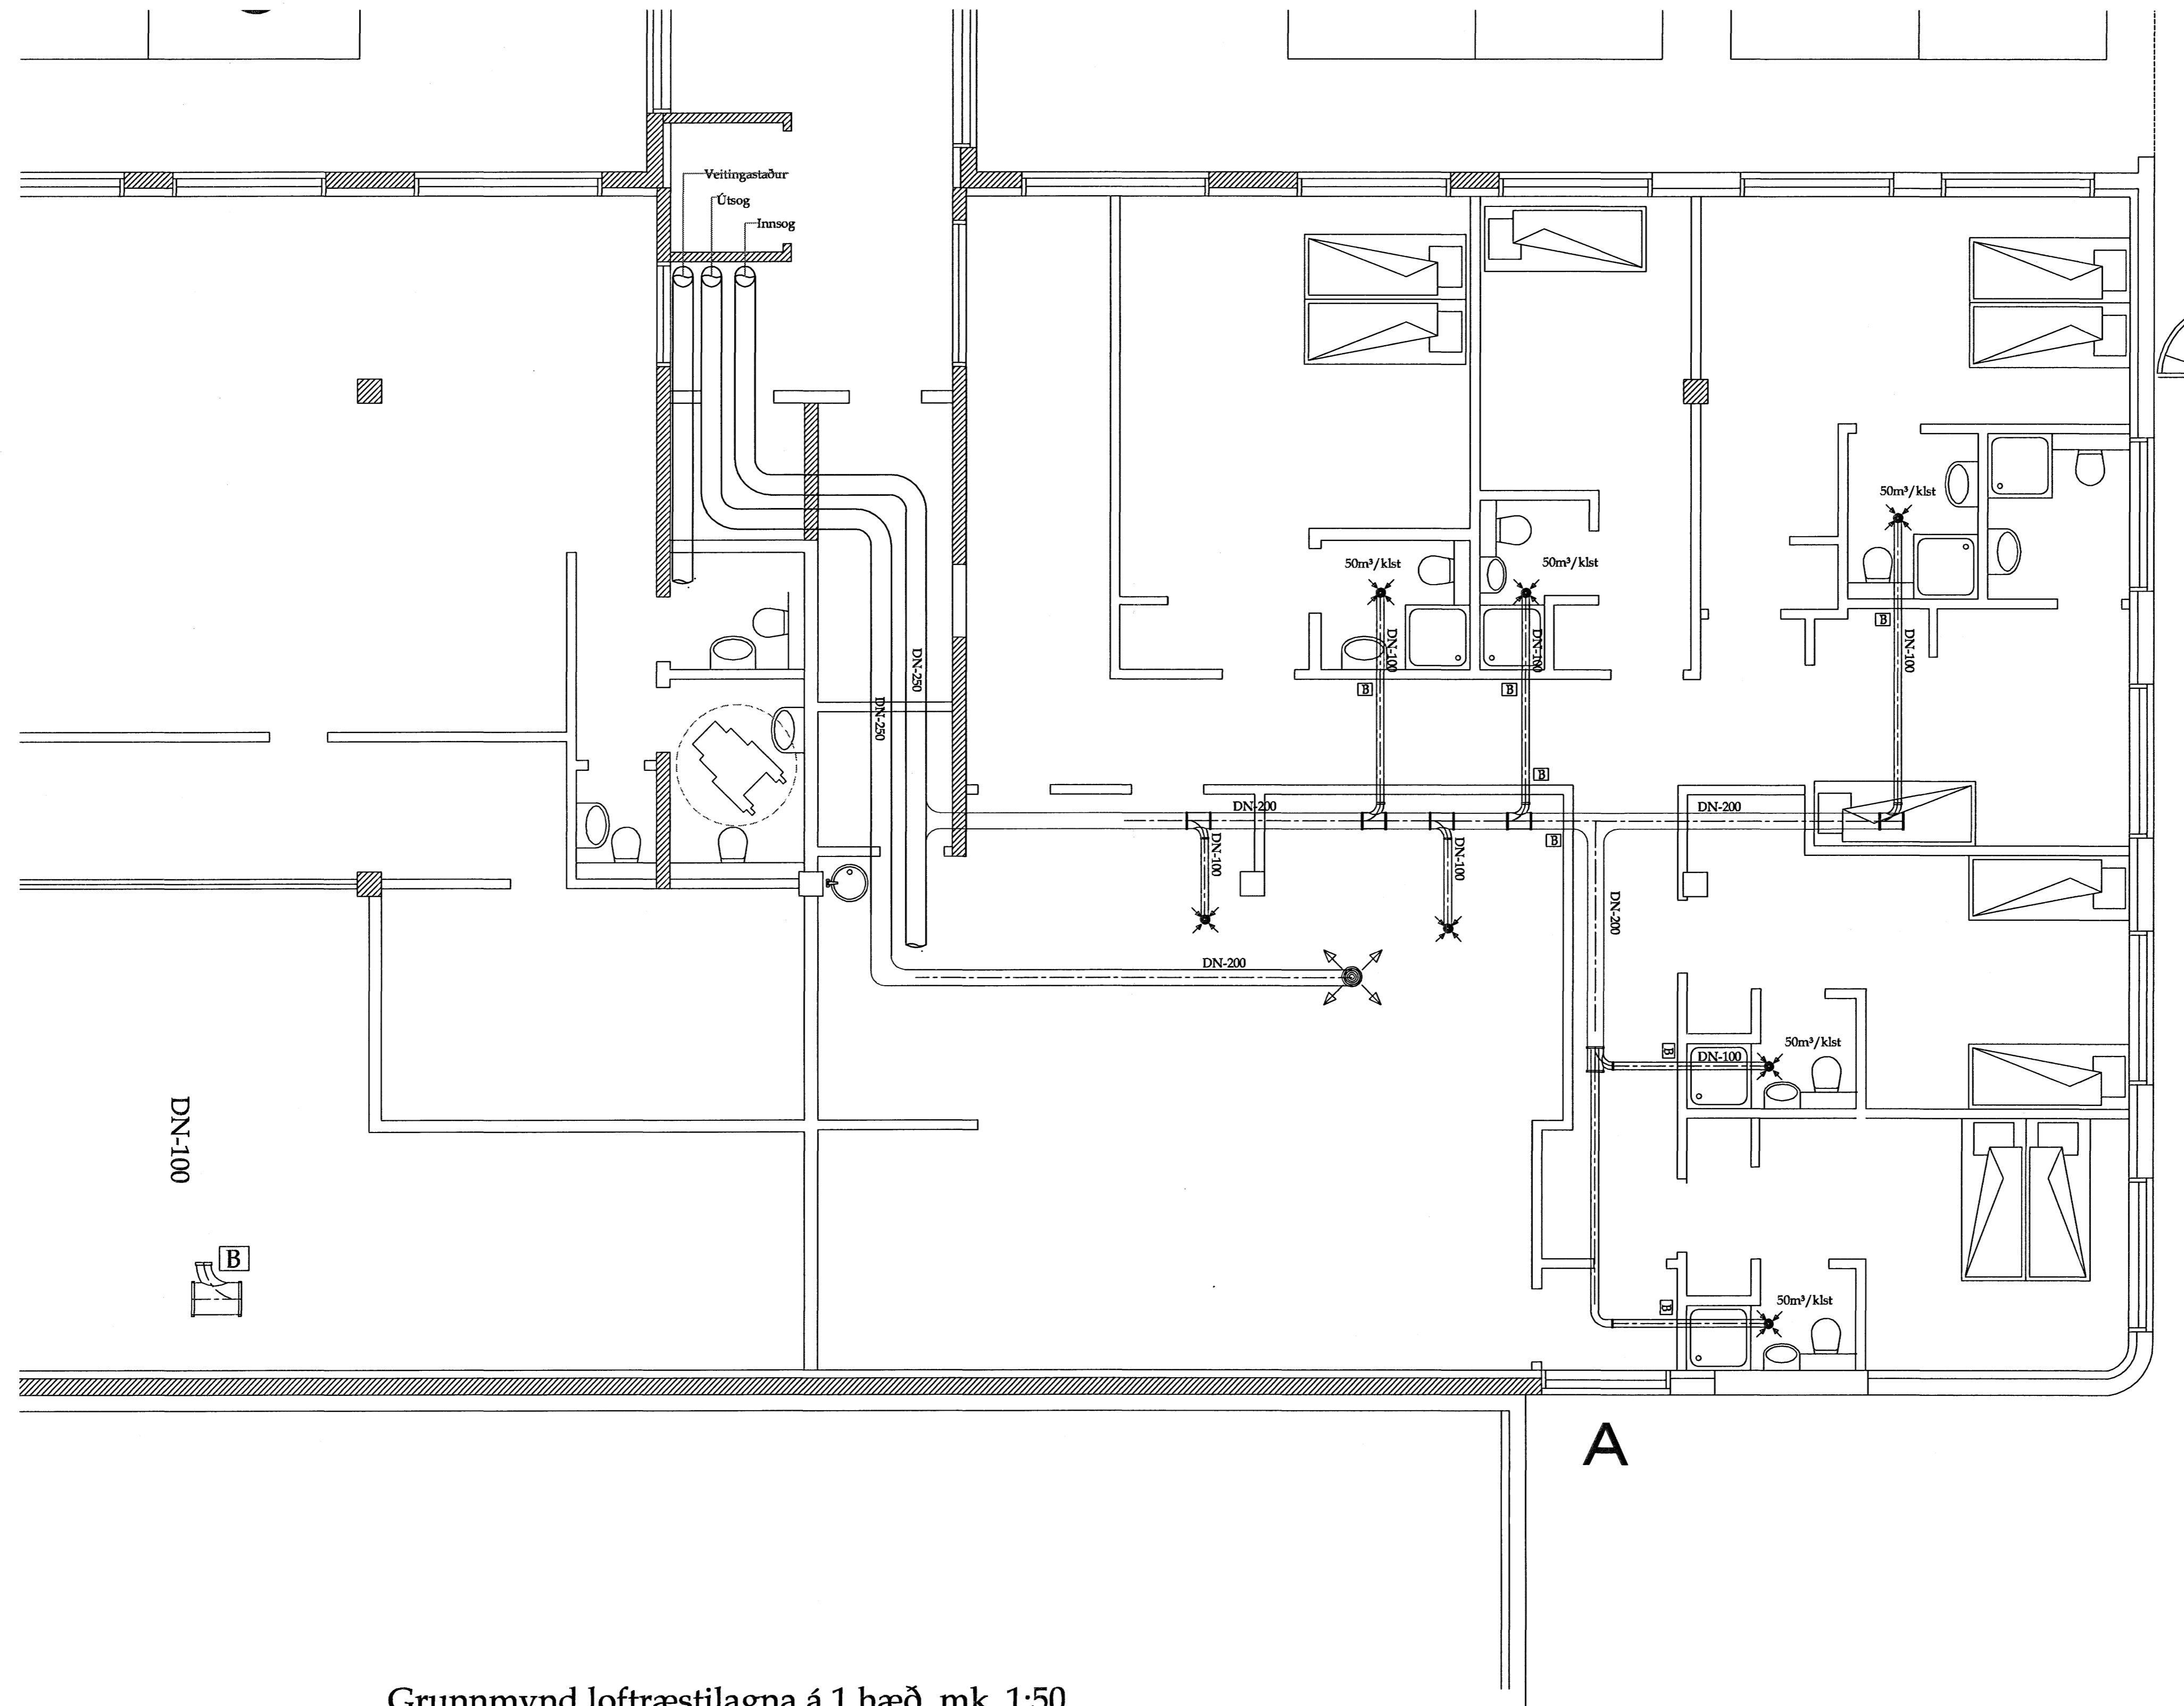 Veitingastaður
Útsog
Innsog
50m³/klst
50m³/klst
50m³/klst
B
DN-100
DN-100
DN-100
DN-250
DN-250
B
B
B
DN-200
DN-200
B
DN-100
DN-100
DN-200
DN-200
50m³/klst
B
DN-100
DN-100
B
50m³/klst
B
A
Grunnmynd loftræstilagna á 1 hæð, mk. 1:50